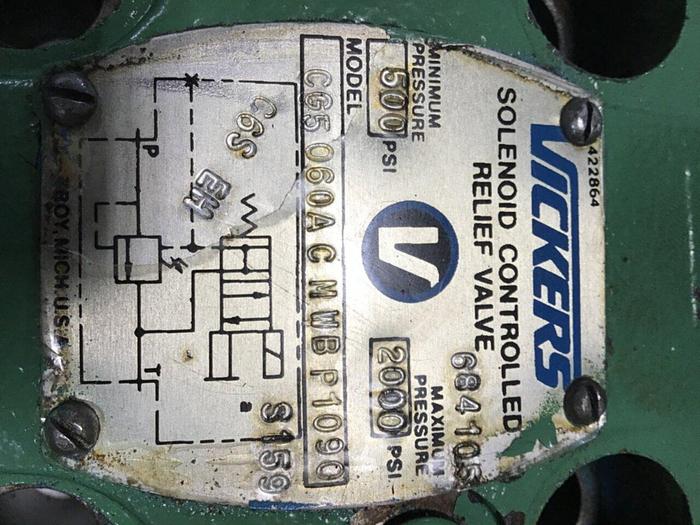 422864
VICKERS
SOLENOID CONTROLLED
RELIEF VALVE
684105
MINIMUM
PRESSURE
500 PSI
V
MAXIMUM
PRESSURE
2000 PSI
MODEL
CG5 060A C MWB P1090
S159
C6S
EH
P
T
a
TROY, MICH. U.S.A.